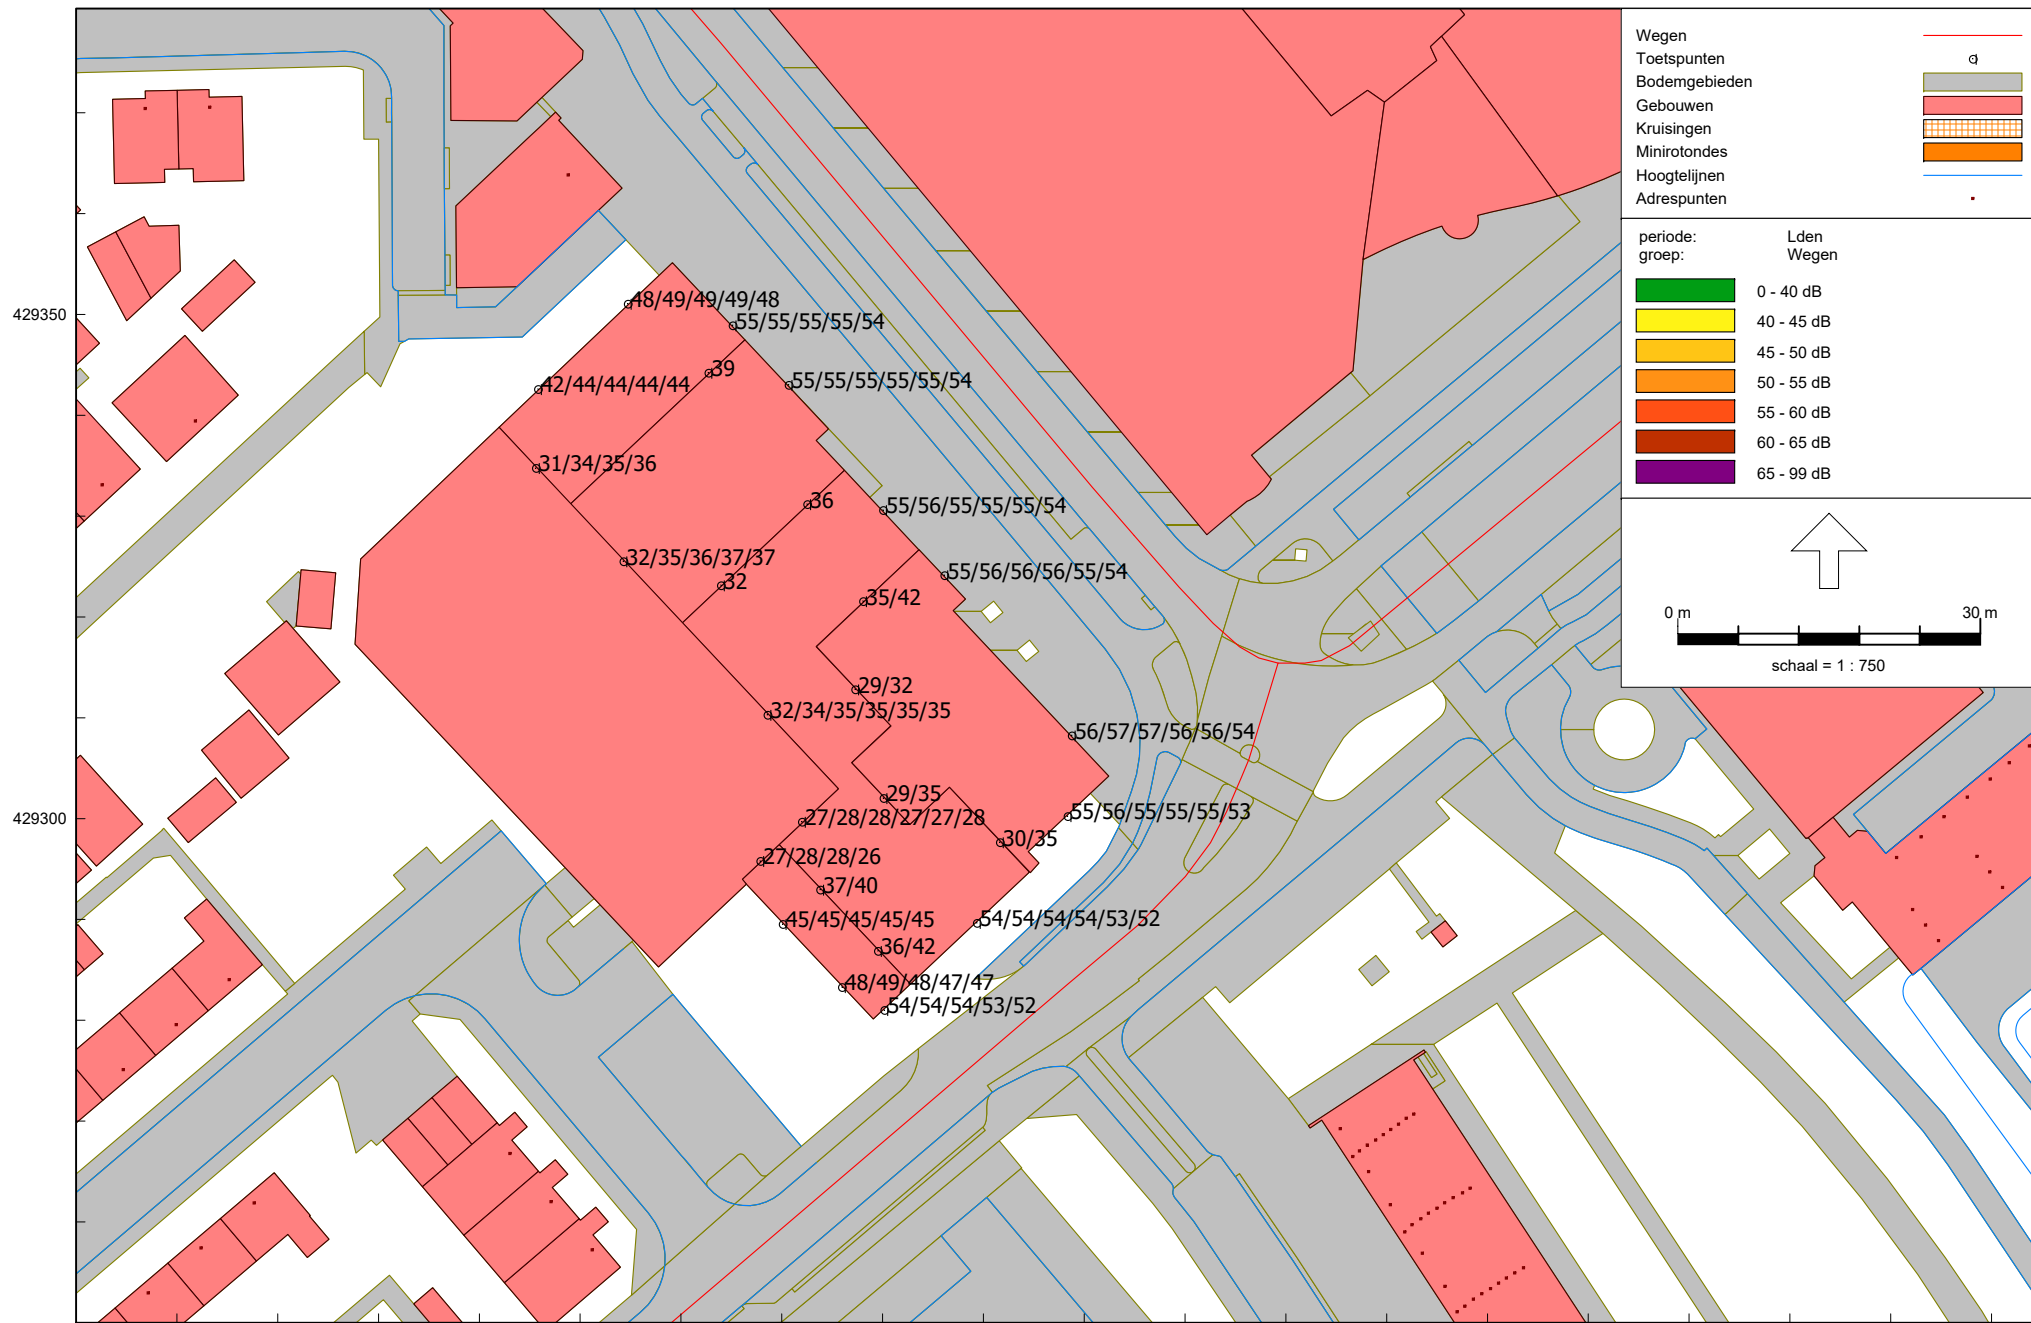 Wegen
Toetspunten
Bodemgebieden
Gebouwen
Kruisingen
Minirotondes
Hoogtelijnen
Adrespunten
periode: Lden
groep: Wegen
0 - 40 dB
40 - 45 dB
45 - 50 dB
50 - 55 dB
55 - 60 dB
60 - 65 dB
65 - 99 dB
0 m 30 m
schaal = 1 : 750
429350
429300
48/49/49/49/48
55/55/55/55/54
39
42/44/44/44/44
55/55/55/55/55/54
31/34/35/36
36
55/56/55/55/55/54
32/35/36/37/37
32
55/56/56/56/55/54
35/42
29/32
32/34/35/35/35/35
56/57/57/56/56/54
29/35
27/28/28/27/27/28
55/56/55/55/55/53
30/35
27/28/28/26
37/40
45/45/45/45/45
54/54/54/54/53/52
36/42
48/49/48/47/47
54/54/54/53/52